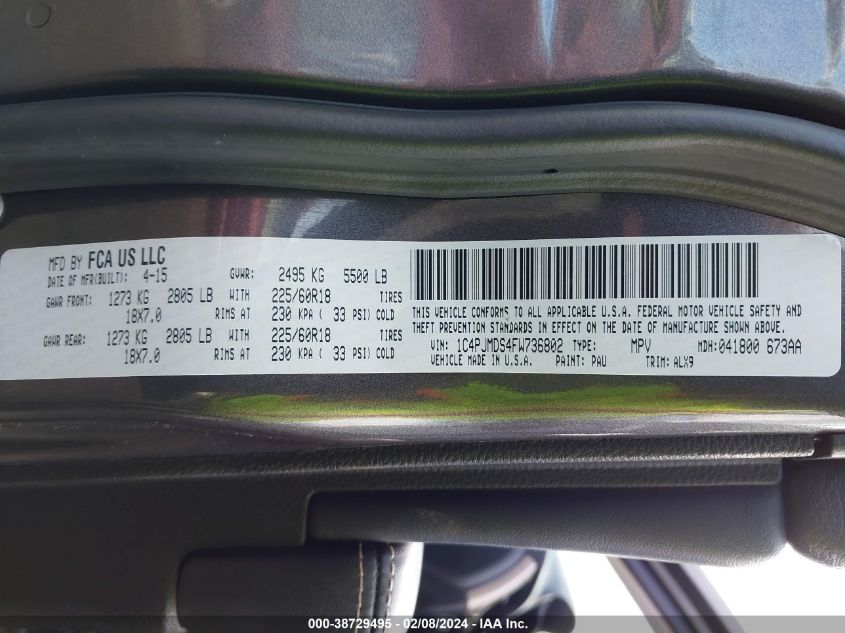 MFD BY FCA US LLC
DATE OF MFR(BUILT): 4-15 GVWR: 2495 KG 5500 LB
GAWR FRONT: 1273 KG 2805 LB WITH 225/60R18 TIRES
18X7.0 RIMS AT 230 KPA ( 33 PSI) COLD
GAWR REAR: 1273 KG 2805 LB WITH 225/60R18 TIRES
18X7.0 RIMS AT 230 KPA ( 33 PSI) COLD
THIS VEHICLE CONFORMS TO ALL APPLICABLE U.S.A. FEDERAL MOTOR VEHICLE SAFETY AND
THEFT PREVENTION STANDARDS IN EFFECT ON THE DATE OF MANUFACTURE SHOWN ABOVE.
VIN: 1C4PJMDS4FW736802 TYPE: MPV MDH:041800 673AA
VEHICLE MADE IN U.S.A. PAINT: PAU TRIM: ALX9
000-38729495 - 02/08/2024 - IAA Inc.